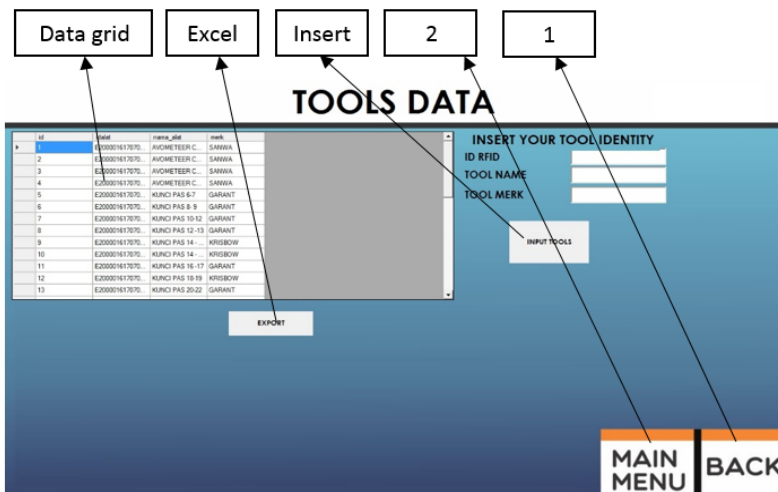 Data grid Excel Insert 2 1
TOOLS DATA
id idalat nama_alat merk
1 E200001617070... AVOMETEER C... SANWA
2 E200001617070... AVOMETEER C... SANWA
3 E200001617070... AVOMETEER C... SANWA
4 E200001617070... AVOMETEER C... SANWA
5 E200001617070... KUNCI PAS 6-7 GARANT
6 E200001617070... KUNCI PAS 8- 9 GARANT
7 E200001617070... KUNCI PAS 10-12 GARANT
8 E200001617070... KUNCI PAS 12 -13 GARANT
9 E200001617070... KUNCI PAS 14 - ... KRISBOW
10 E200001617070... KUNCI PAS 14 - ... KRISBOW
11 E200001617070... KUNCI PAS 16 -17 GARANT
12 E200001617070... KUNCI PAS 18-19 KRISBOW
13 E200001617070... KUNCI PAS 20-22 GARANT
INSERT YOUR TOOL IDENTITY
ID RFID
TOOL NAME
TOOL MERK
INPUT TOOLS
EXPORT
MAIN
MENU
BACK